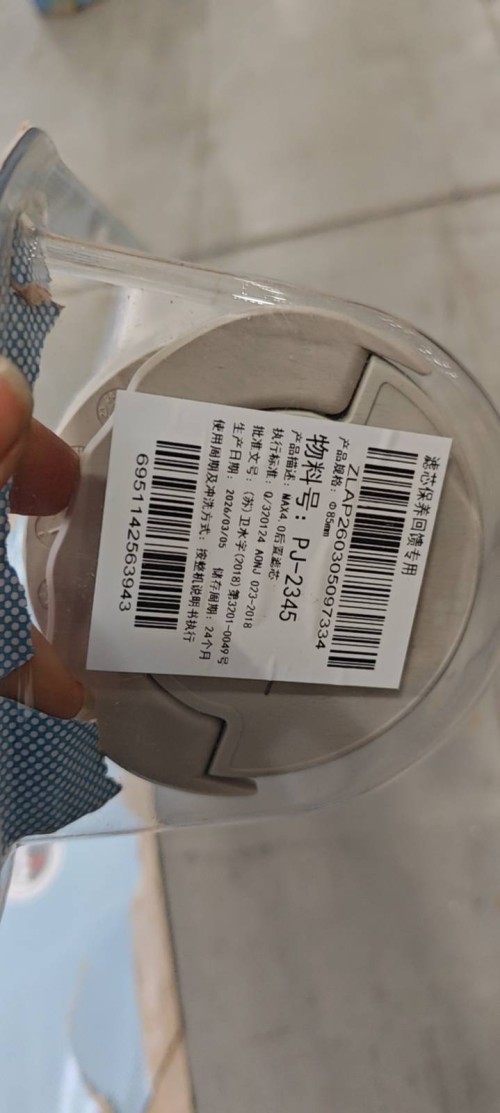 滤芯保养回馈专用
ZLAP260305097334
产品规格： Φ85mm
物料号：PJ-2345
产品描述：MAX4.0后置滤芯
执行标准：Q/320124 AONJ 023-2018
批准文号：(苏)卫水字(2018)第3201-0049号
生产日期：2026/03/05 储存周期：24个月
使用周期及冲洗方式：按整机说明书执行
6951142563943